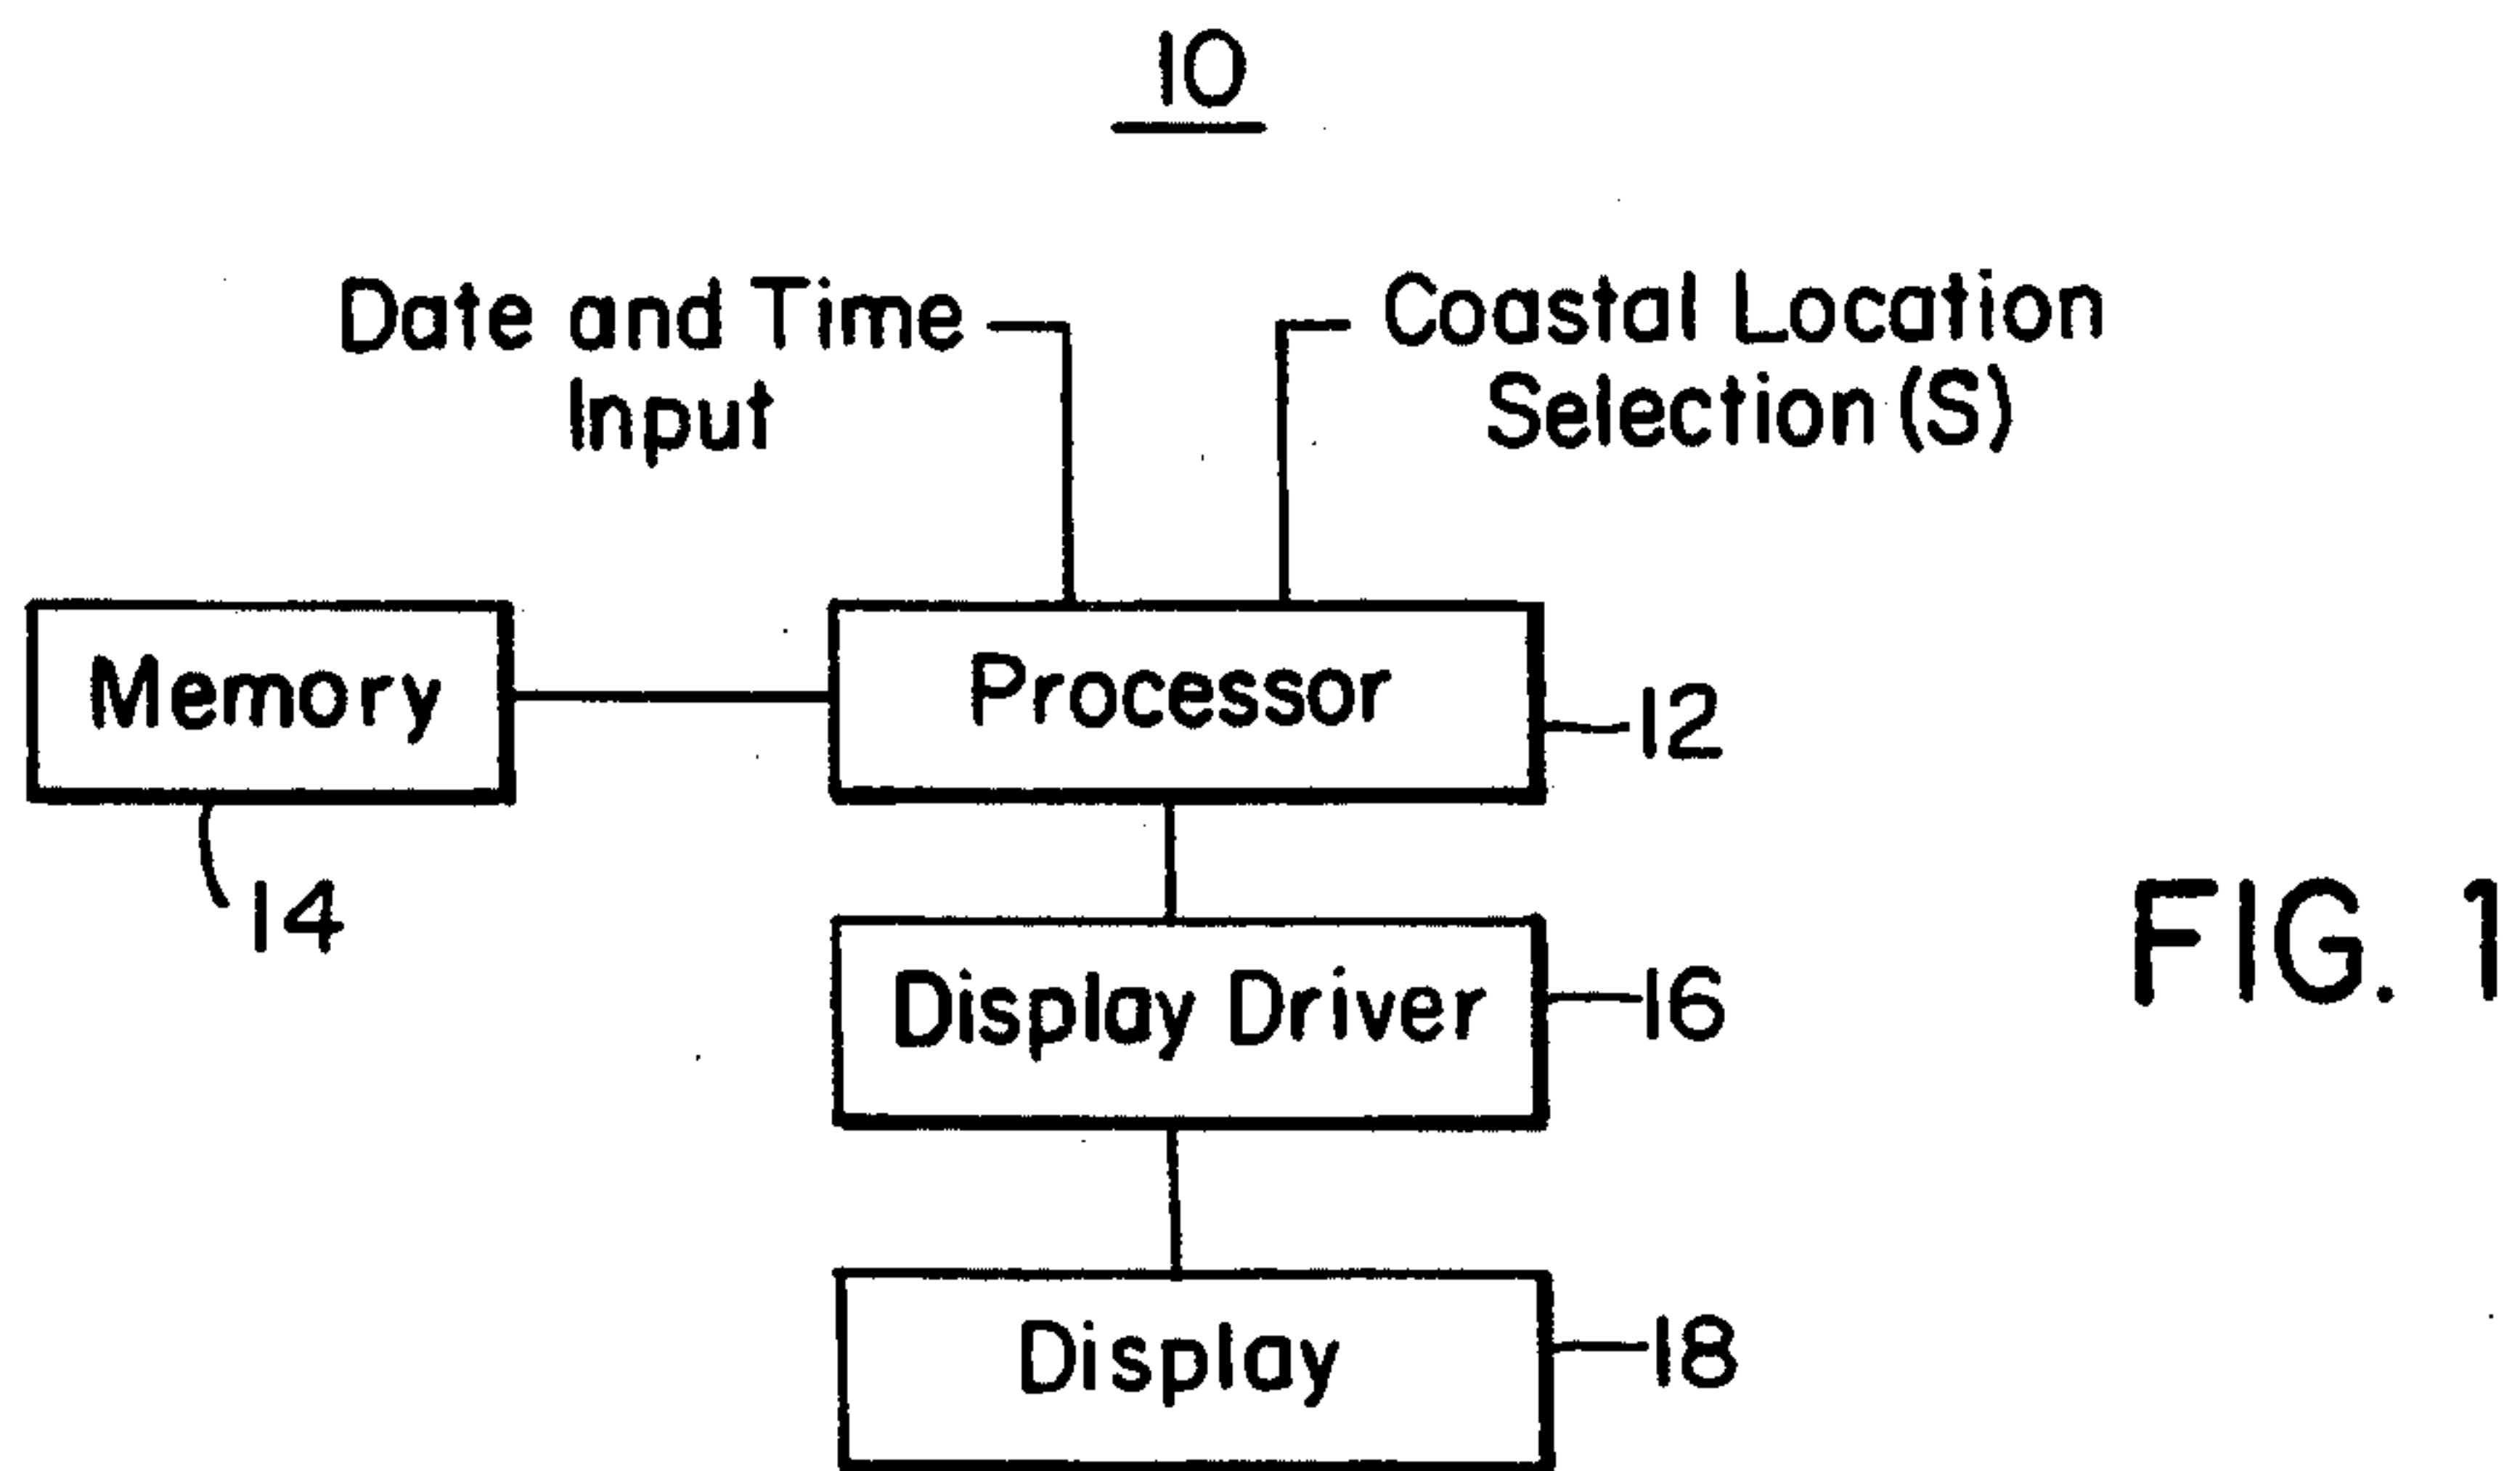 10
Date and Time
Input
Coastal Location
Selection (S)
Memory
Processor
12
14
Display Driver
16
FIG. 1
Display
18